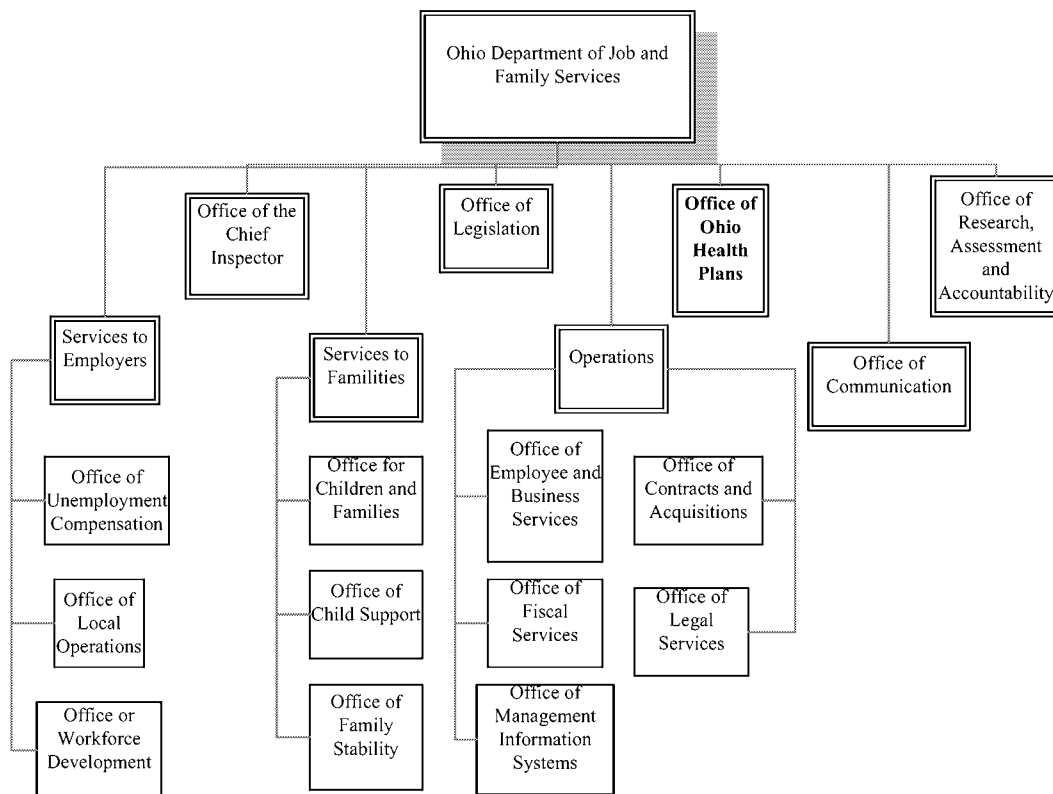 Ohio Department of Job and
Family Services
Office of the
Chief
Inspector
Office of
Legislation
Office of
Ohio
Health
Plans
Office of
Research,
Assessment
and
Accountability
Services to
Employers
Services to
Familities
Operations
Office of
Communication
Office of
Unemployment
Compensation
Office for
Children and
Families
Office of
Employee and
Business
Services
Office of
Contracts and
Acquisitions
Office of
Local
Operations
Office of
Child Support
Office of
Fiscal
Services
Office of
Legal
Services
Office or
Workforce
Development
Office of
Family
Stability
Office of
Management
Information
Systems